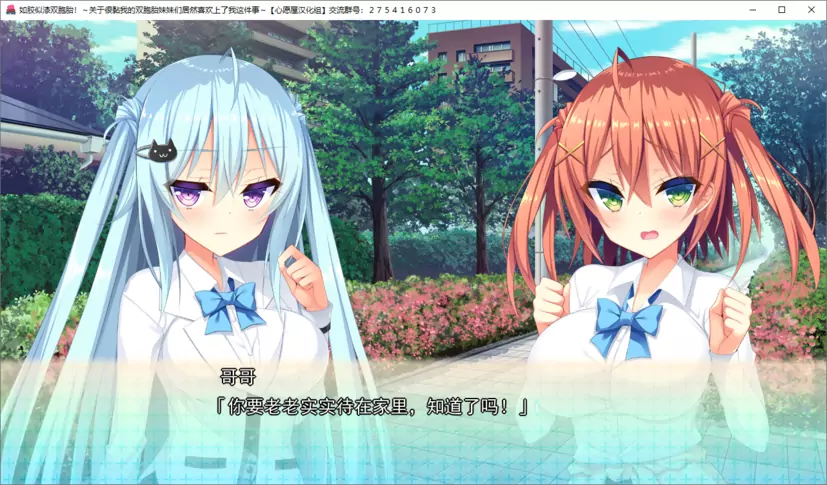 如胶似漆双胞胎！~关于很黏我的双胞胎妹妹们居然喜欢上了我这件事~【心愿屋汉化组】交流群号：２７５４１６０７３
哥哥
「你要老老实实待在家里，知道了吗！」